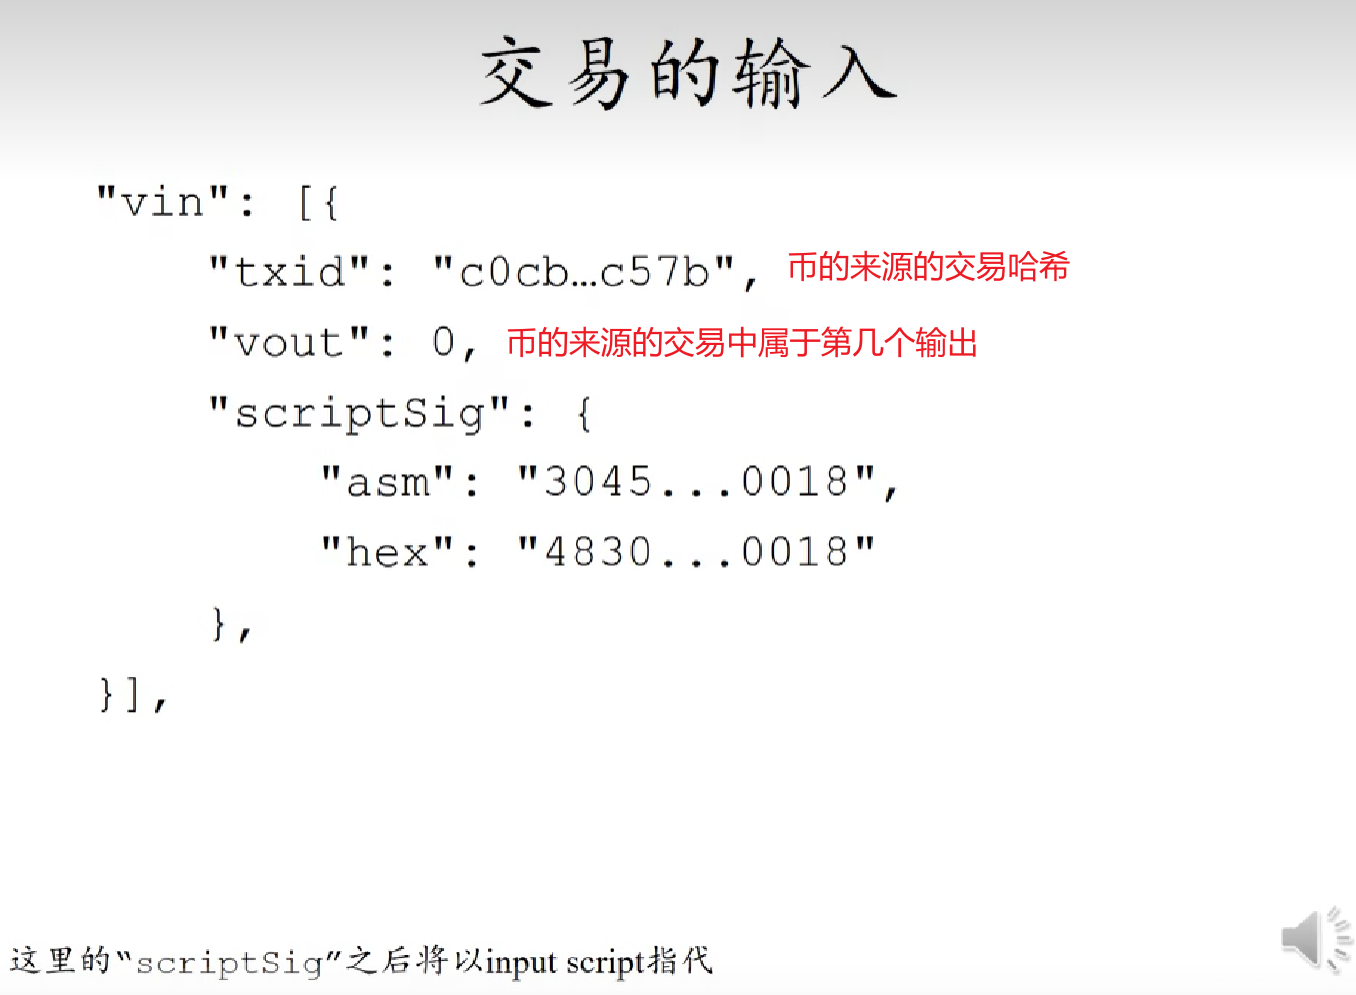 交易的输入
"vin": [{
"txid": "c0cb…c57b", 币的来源的交易哈希
"vout": 0, 币的来源的交易中属于第几个输出
"scriptSig": {
"asm": "3045...0018",
"hex": "4830...0018"
},
}],
这里的“scriptSig”之后将以input script指代